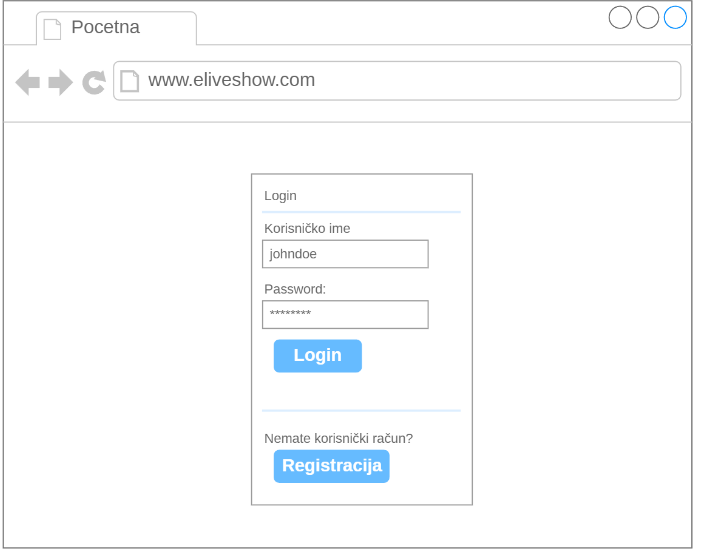 Pocetna
www.eliveshow.com
Login
Korisničko ime
johndoe
Password:
********
Login
Nemate korisnički račun?
Registracija